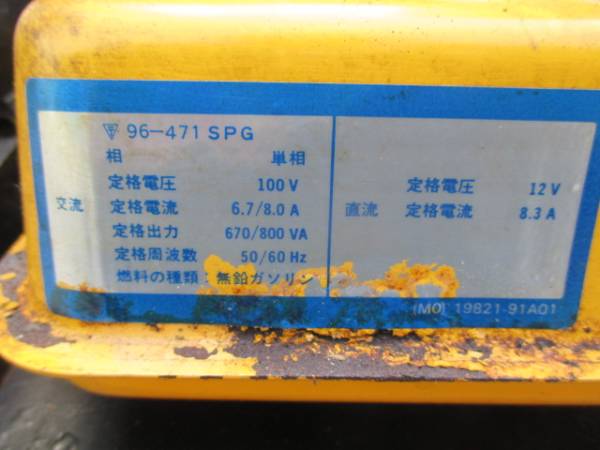 96-471 SPG
相 単相
交流
定格電圧 100 V
定格電流 6.7/8.0 A
定格出力 670/800 VA
定格周波数 50/60 Hz
燃料の種類:無鉛ガソリン
直流
定格電圧 12 V
定格電流 8.3 A
(MO) 19821-91A01